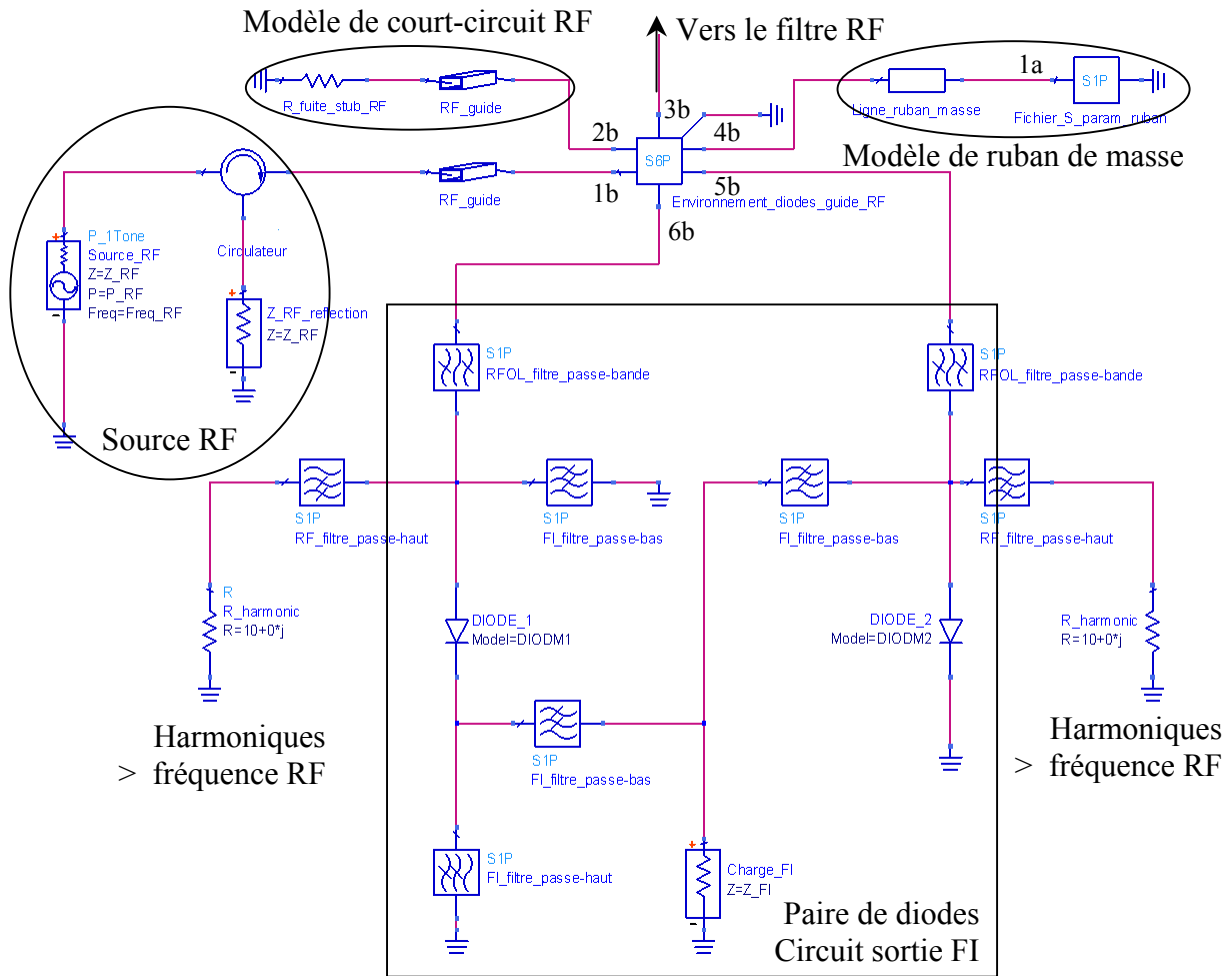 Modèle de court-circuit RF
Vers le filtre RF
R_fuite_stub_RF
RF_guide
1a
S1P
Ligne_ruban_masse
Fichier_S_param_ruban
Modèle de ruban de masse
3b
2b
4b
S6P
1b
5b
6b
RF_guide
Environnement_diodes_guide_RF
P_1Tone
Source_RF
Z=Z_RF
P=P_RF
Freq=Freq_RF
Circulateur
Z_RF_reflection
Z=Z_RF
Source RF
S1P
RFOL_filtre_passe-bande
S1P
RFOL_filtre_passe-bande
S1P
RF_filtre_passe-haut
S1P
FI_filtre_passe-bas
S1P
FI_filtre_passe-bas
S1P
RF_filtre_passe-haut
R
R_harmonic
R=10+0*j
DIODE_1
Model=DIODM1
DIODE_2
Model=DIODM2
R
R_harmonic
R=10+0*j
Harmoniques
> fréquence RF
S1P
FI_filtre_passe-bas
Harmoniques
> fréquence RF
S1P
FI_filtre_passe-haut
Charge_FI
Z=Z_FI
Paire de diodes
Circuit sortie FI